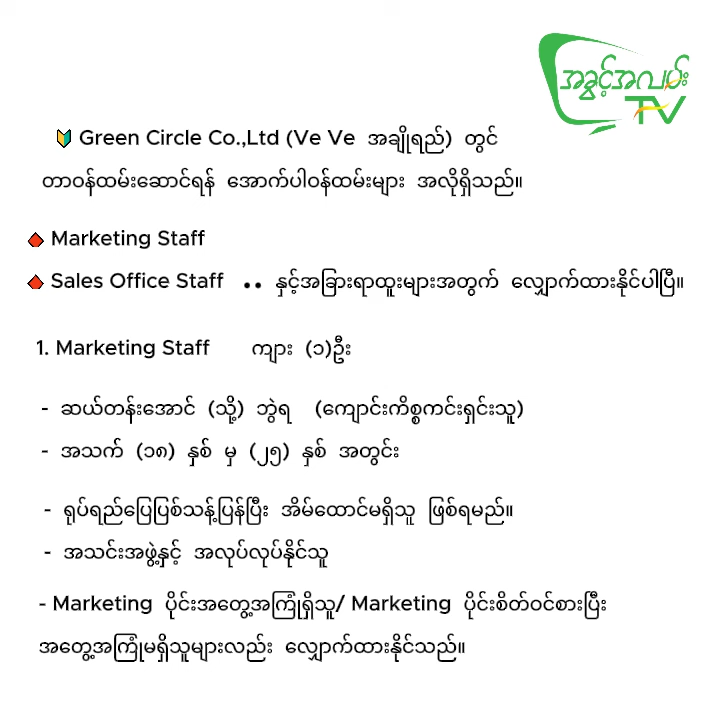 အခွင့်အလမ်း
TV
Green Circle Co.,Ltd (Ve Ve အချိုရည်) တွင်
တာဝန်ထမ်းဆောင်ရန် အောက်ပါဝန်ထမ်းများ အလိုရှိသည်။
Marketing Staff
Sales Office Staff .. နှင့်အခြားရာထူးများအတွက် လျှောက်ထားနိုင်ပါပြီ။
1. Marketing Staff ကျား (၁)ဦး
- ဆယ်တန်းအောင် (သို့) ဘွဲ့ရ (ကျောင်းကိစ္စကင်းရှင်းသူ)
- အသက် (၁၈) နှစ် မှ (၂၅) နှစ် အတွင်း
- ရုပ်ရည်ပြေပြစ်သန့်ပြန်ပြီး အိမ်ထောင်မရှိသူ ဖြစ်ရမည်။
- အသင်းအဖွဲ့နှင့် အလုပ်လုပ်နိုင်သူ
- Marketing ပိုင်းအတွေ့အကြုံရှိသူ/ Marketing ပိုင်းစိတ်ဝင်စားပြီး
အတွေ့အကြုံမရှိသူများလည်း လျှောက်ထားနိုင်သည်။